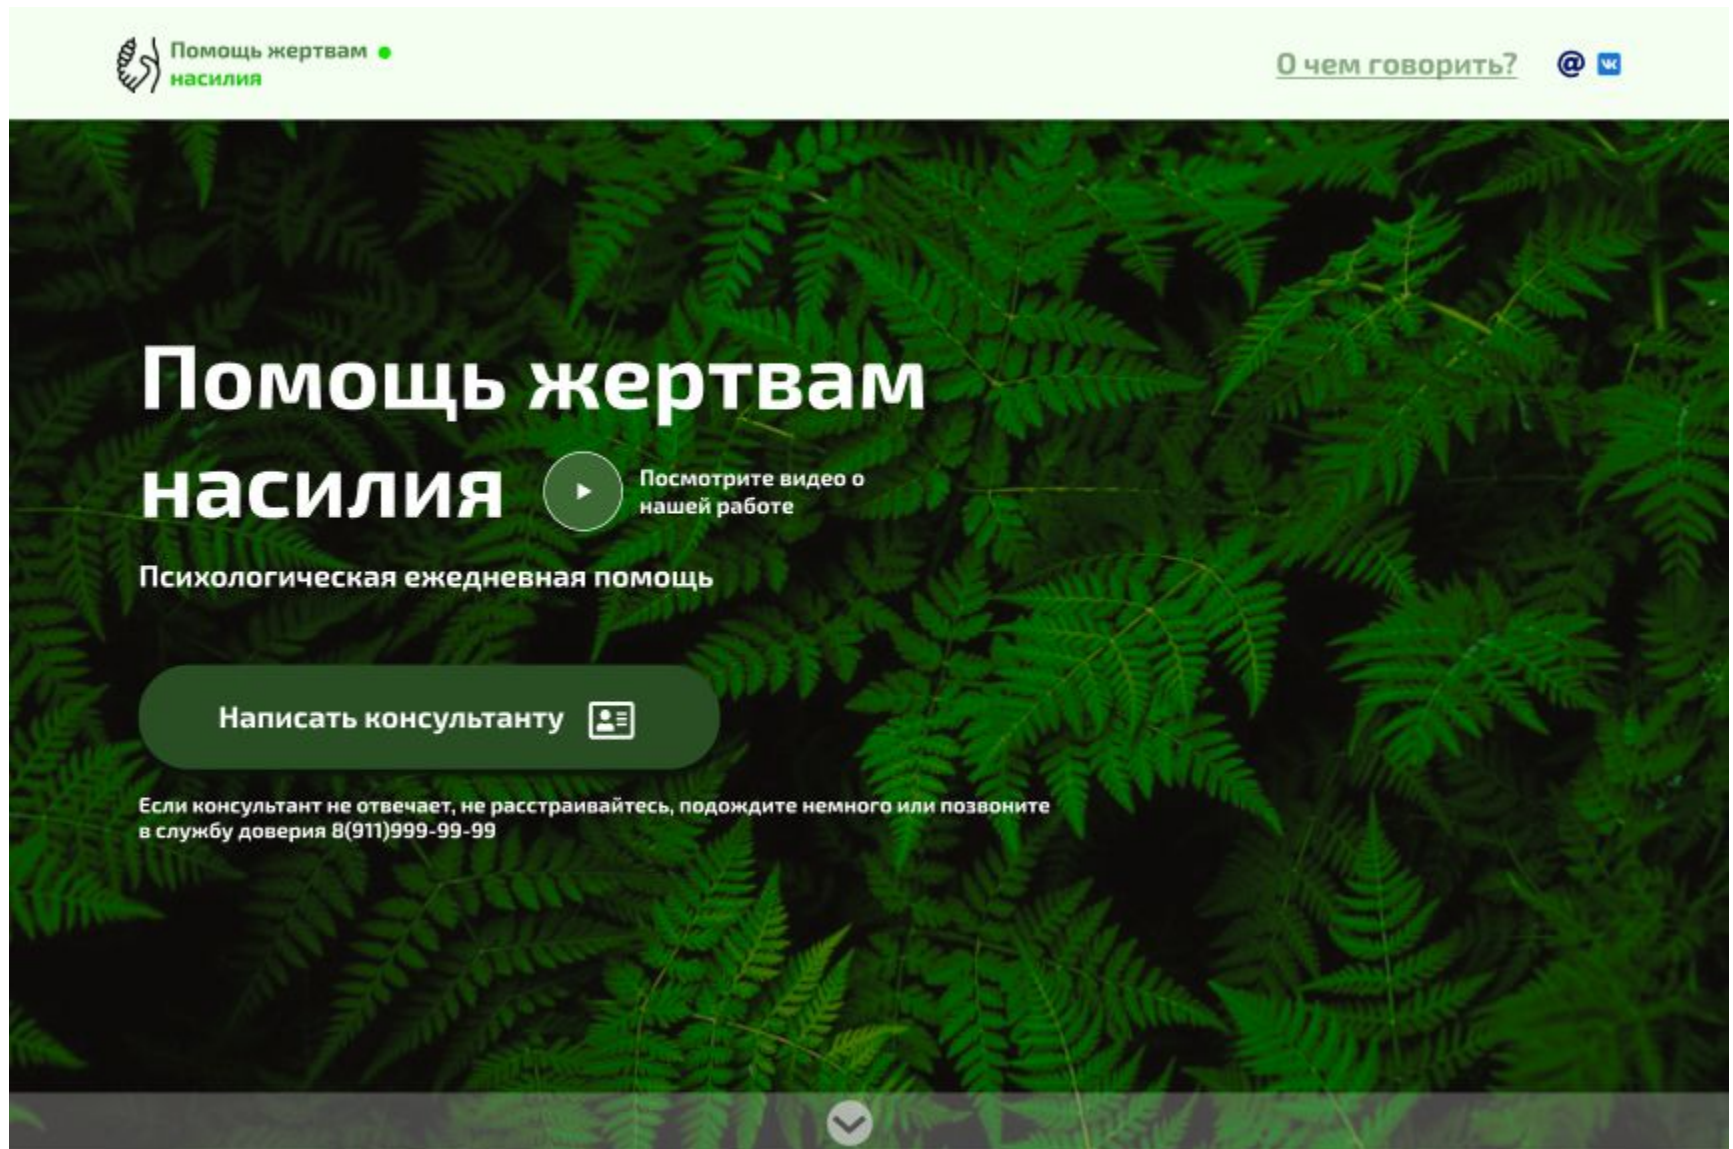 Помощь жертвам
насилия
О чем говорить?
@
Помощь жертвам
насилия
Посмотрите видео о
нашей работе
Психологическая ежедневная помощь
Написать консультанту
Если консультант не отвечает, не расстраивайтесь, подождите немного или позвоните
в службу доверия 8(911)999-99-99